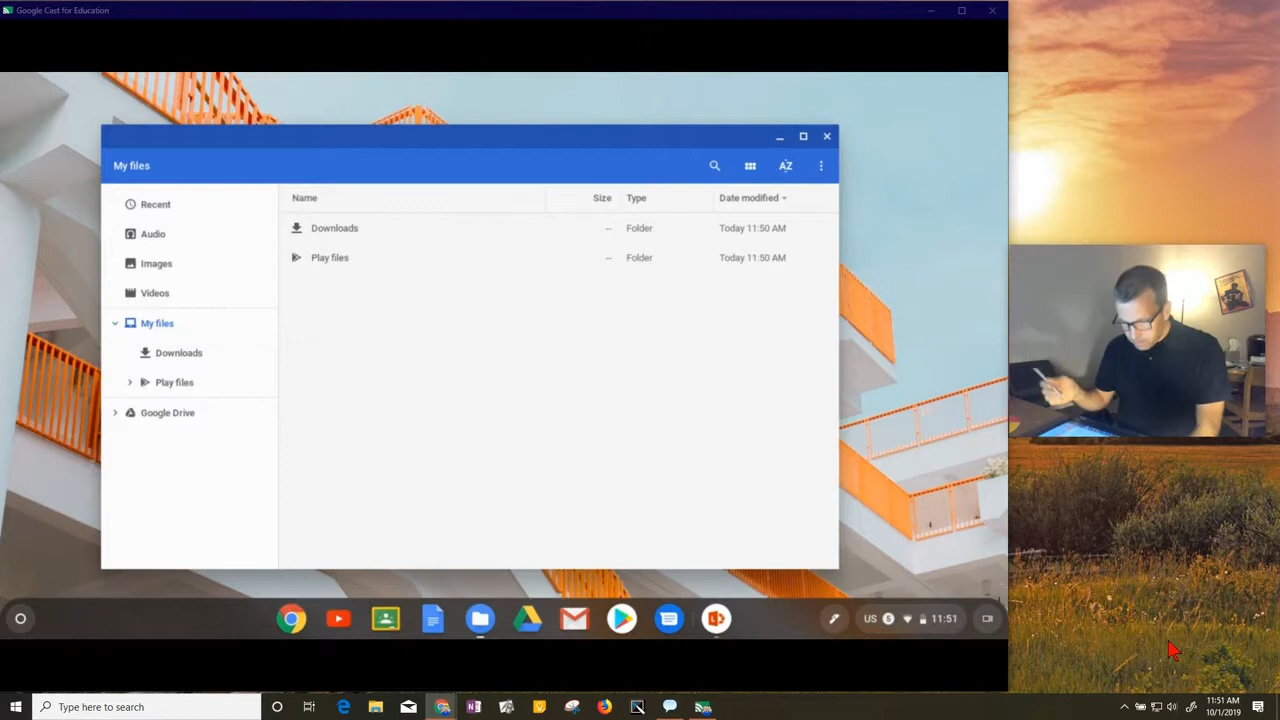 Google Cast for Education
My files
AZ
Name Size Type Date modified
Recent
Audio
Images
Videos
My files
Downloads
Play files
Google Drive
Downloads -- Folder Today 11:50 AM
Play files -- Folder Today 11:50 AM
US 5 11:51
Type here to search
11:51 AM
10/1/2019